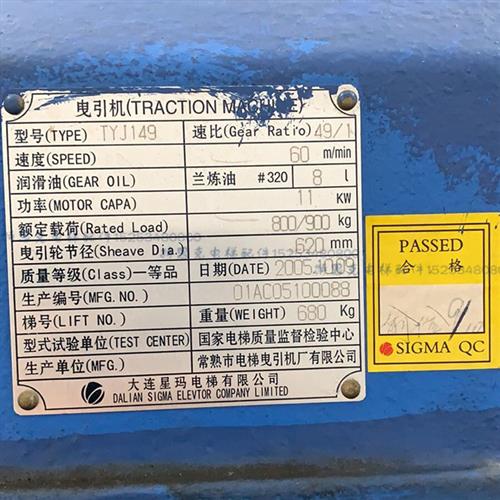 曳引机(TRACTION MACHINE)
型号(TYPE) TYJ149 速比(Gear Ratio) 49/1
速度(SPEED) 60 m/min
润滑油(GEAR OIL) 兰炼油 #320 8 l
功率(MOTOR CAPA) 11 KW
额定载荷(Rated Load) 800/900 kg
曳引轮节径(Sheave Dia.) 620 mm
质量等级(Class)一等品 日期(DATE) 2005.10
生产编号(MFG.NO.) 01AC05100088
梯号(LIFT NO.) 重量(WEIGHT) 680 Kg
型式试验单位(TEST CENTER) 国家电梯质量监督检验中心
生产单位(MFG.) 常熟市电梯曳引机厂有限公司
大连星玛电梯有限公司
DALIAN SIGMA ELEVTOR COMPANY LIMITED
PASSED
合 格
SIGMA QC